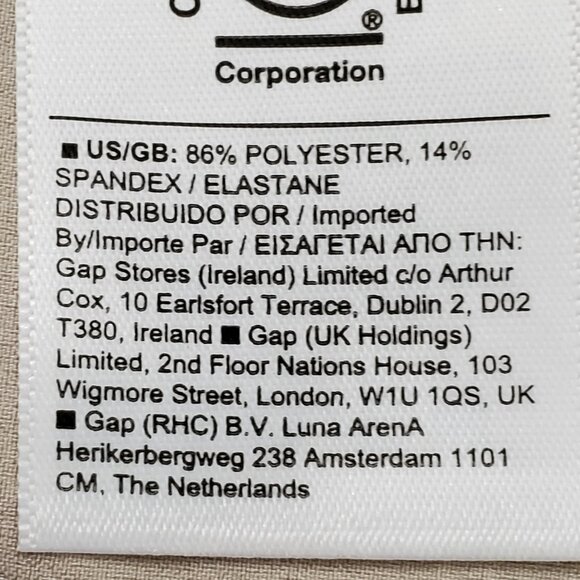 ®
Corporation
■ US/GB: 86% POLYESTER, 14%
SPANDEX / ELASTANE
DISTRIBUIDO POR / Imported
By/Importe Par / ΕΙΣΑΓΕΤΑΙ ΑΠΟ ΤΗΝ:
Gap Stores (Ireland) Limited c/o Arthur
Cox, 10 Earlsfort Terrace, Dublin 2, D02
T380, Ireland ■ Gap (UK Holdings)
Limited, 2nd Floor Nations House, 103
Wigmore Street, London, W1U 1QS, UK
■ Gap (RHC) B.V. Luna ArenA
Herikerbergweg 238 Amsterdam 1101
CM, The Netherlands